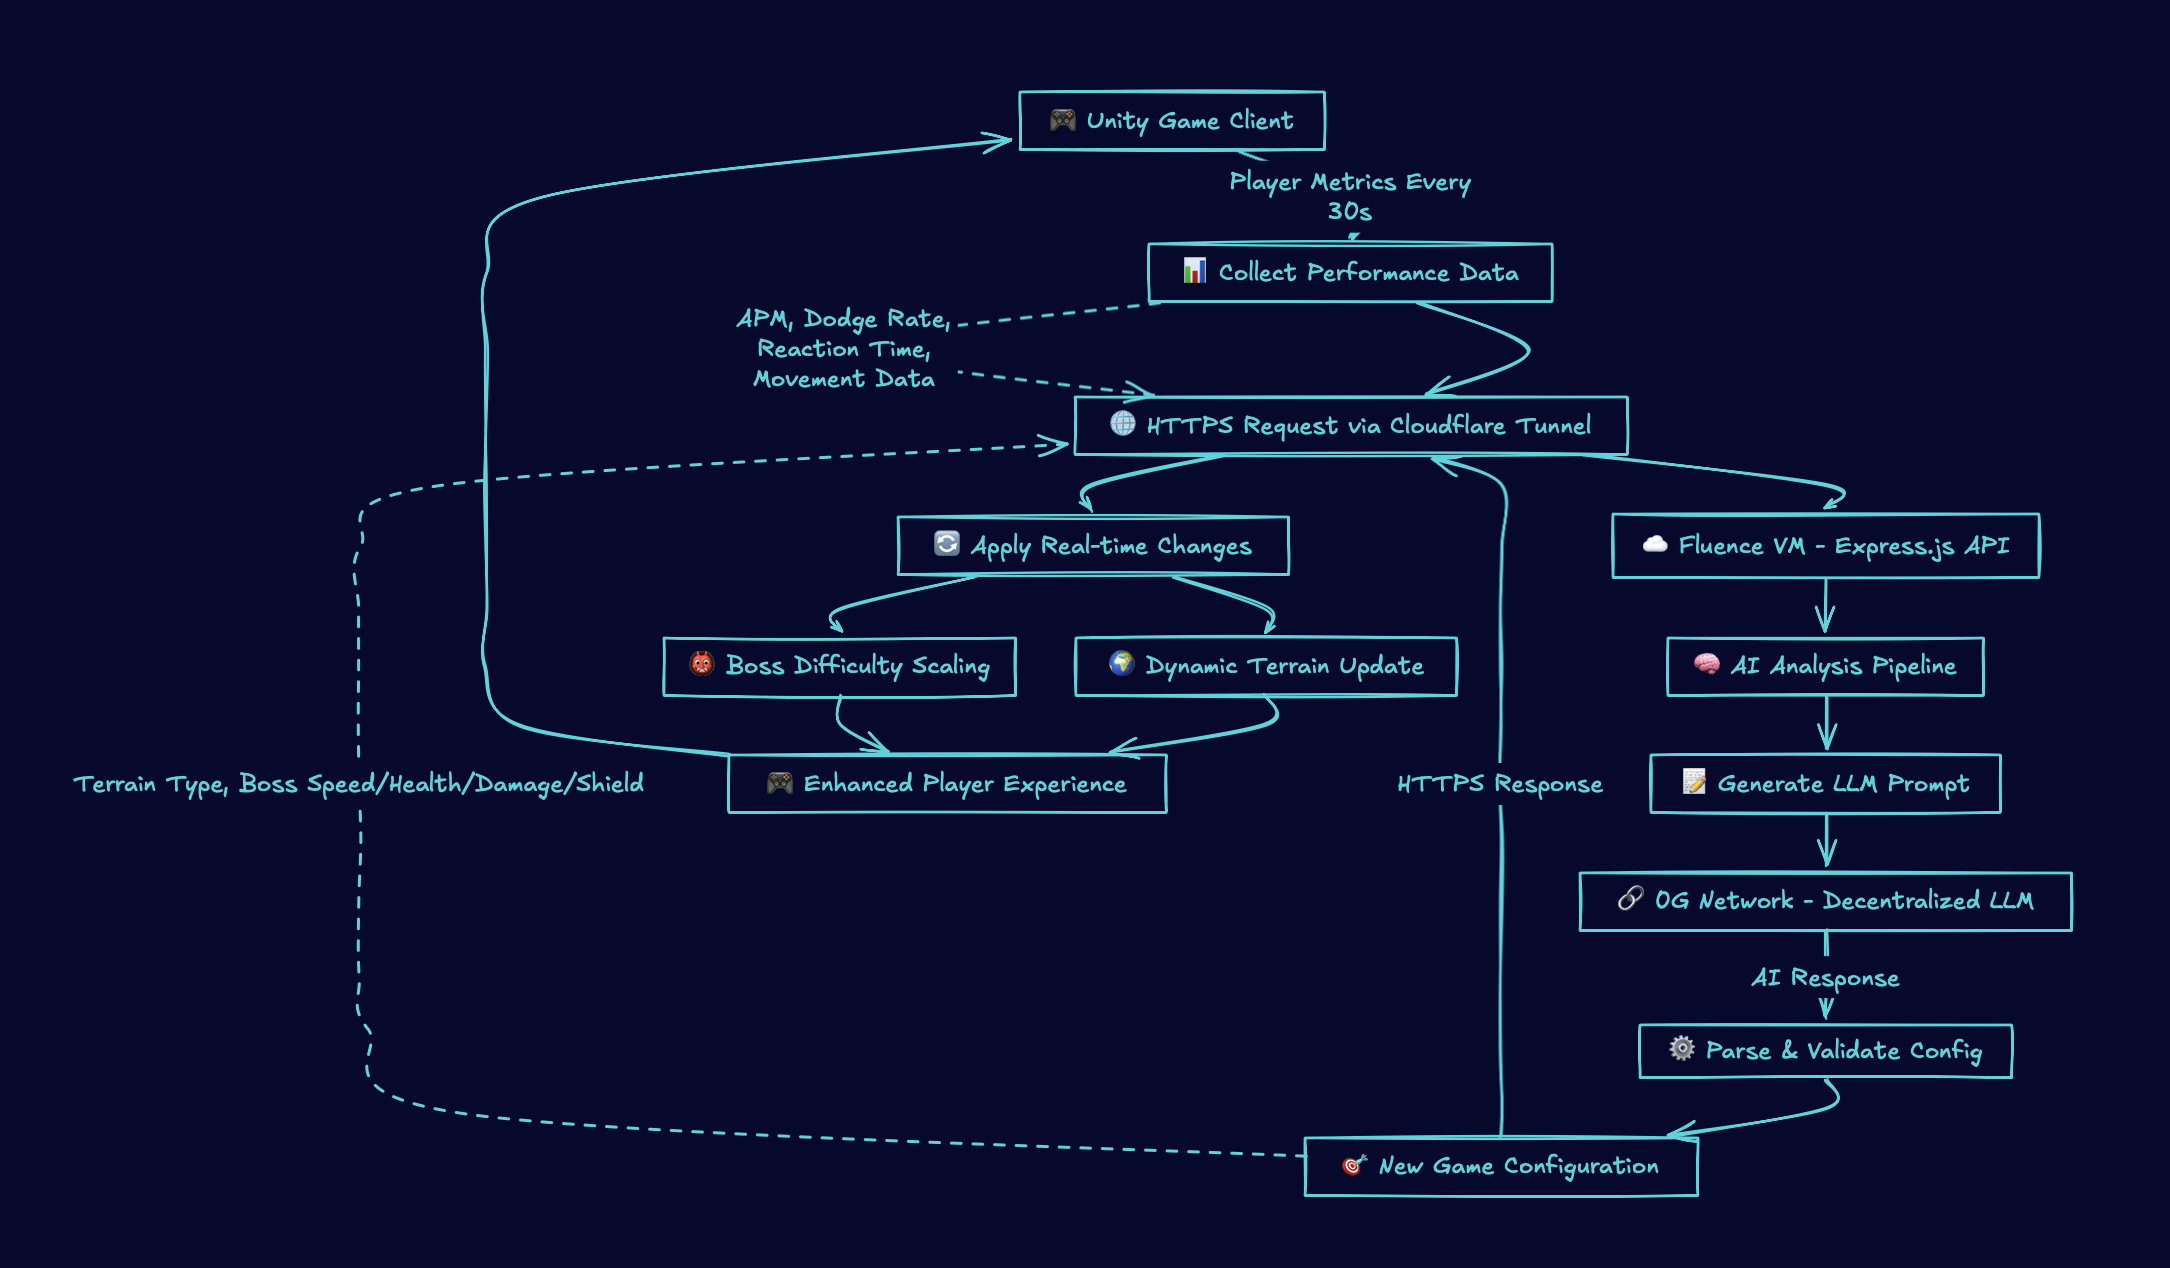 🎮 Unity Game Client
Player Metrics Every
30s
📊 Collect Performance Data
APM, Dodge Rate,
Reaction Time,
Movement Data
🌐 HTTPS Request via Cloudflare Tunnel
🔄 Apply Real-time Changes
☁️ Fluence VM - Express.js API
👹 Boss Difficulty Scaling
🌍 Dynamic Terrain Update
🧠 AI Analysis Pipeline
Terrain Type, Boss Speed/Health/Damage/Shield
🎮 Enhanced Player Experience
HTTPS Response
📝 Generate LLM Prompt
🔗 0G Network - Decentralized LLM
AI Response
⚙️ Parse & Validate Config
🎯 New Game Configuration